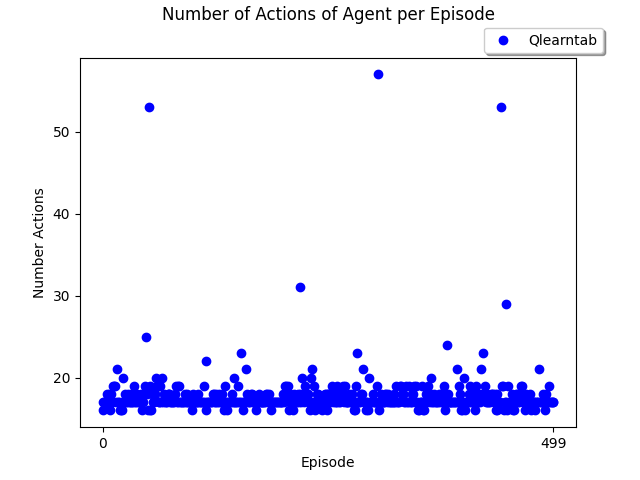 Number of Actions of Agent per Episode
Qlearntab
50
40
30
20
Number Actions
0 499
Episode